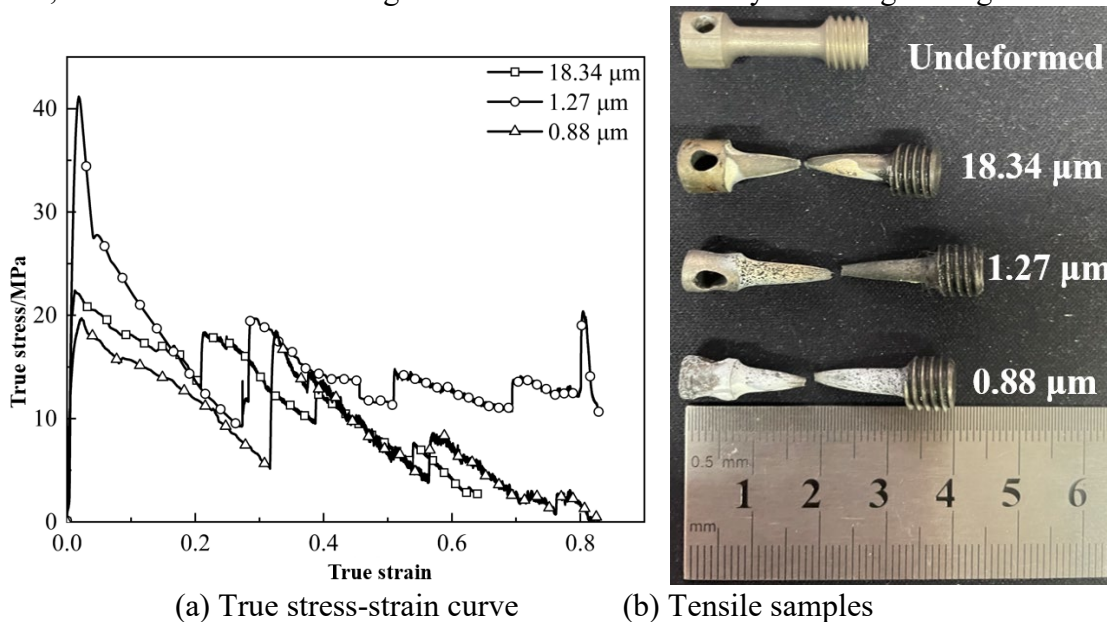 18.34 μm
1.27 μm
0.88 μm
40
30
20
10
0
0.0 0.2 0.4 0.6 0.8
True stress/MPa
True strain
Undeformed
18.34 μm
1.27 μm
0.88 μm
0.5 mm
1 2 3 4 5 6
mm
(a) True stress-strain curve (b) Tensile samples